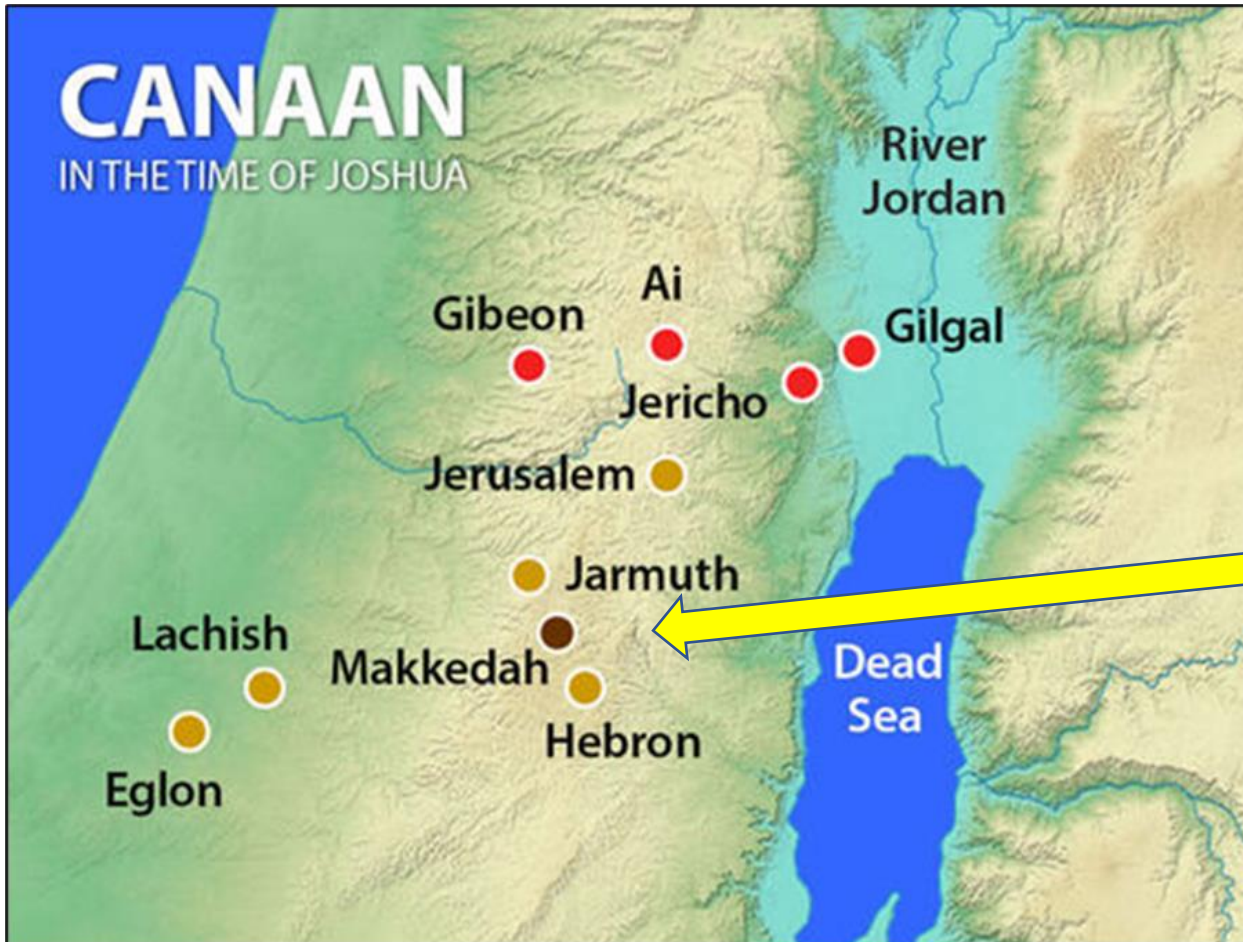 CANAAN
IN THE TIME OF JOSHUA
River
Jordan
Ai
Gibeon
Gilgal
Jericho
Jerusalem
Jarmuth
Lachish
Makkedah
Dead
Sea
Hebron
Eglon